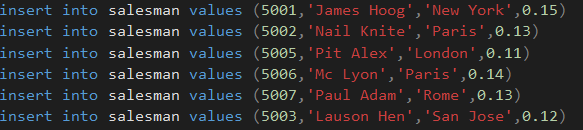 insert into salesman values (5001,'James Hoog','New York',0.15)
insert into salesman values (5002,'Nail Knite','Paris',0.13)
insert into salesman values (5005,'Pit Alex','London',0.11)
insert into salesman values (5006,'Mc Lyon','Paris',0.14)
insert into salesman values (5007,'Paul Adam','Rome',0.13)
insert into salesman values (5003,'Lauson Hen','San Jose',0.12)